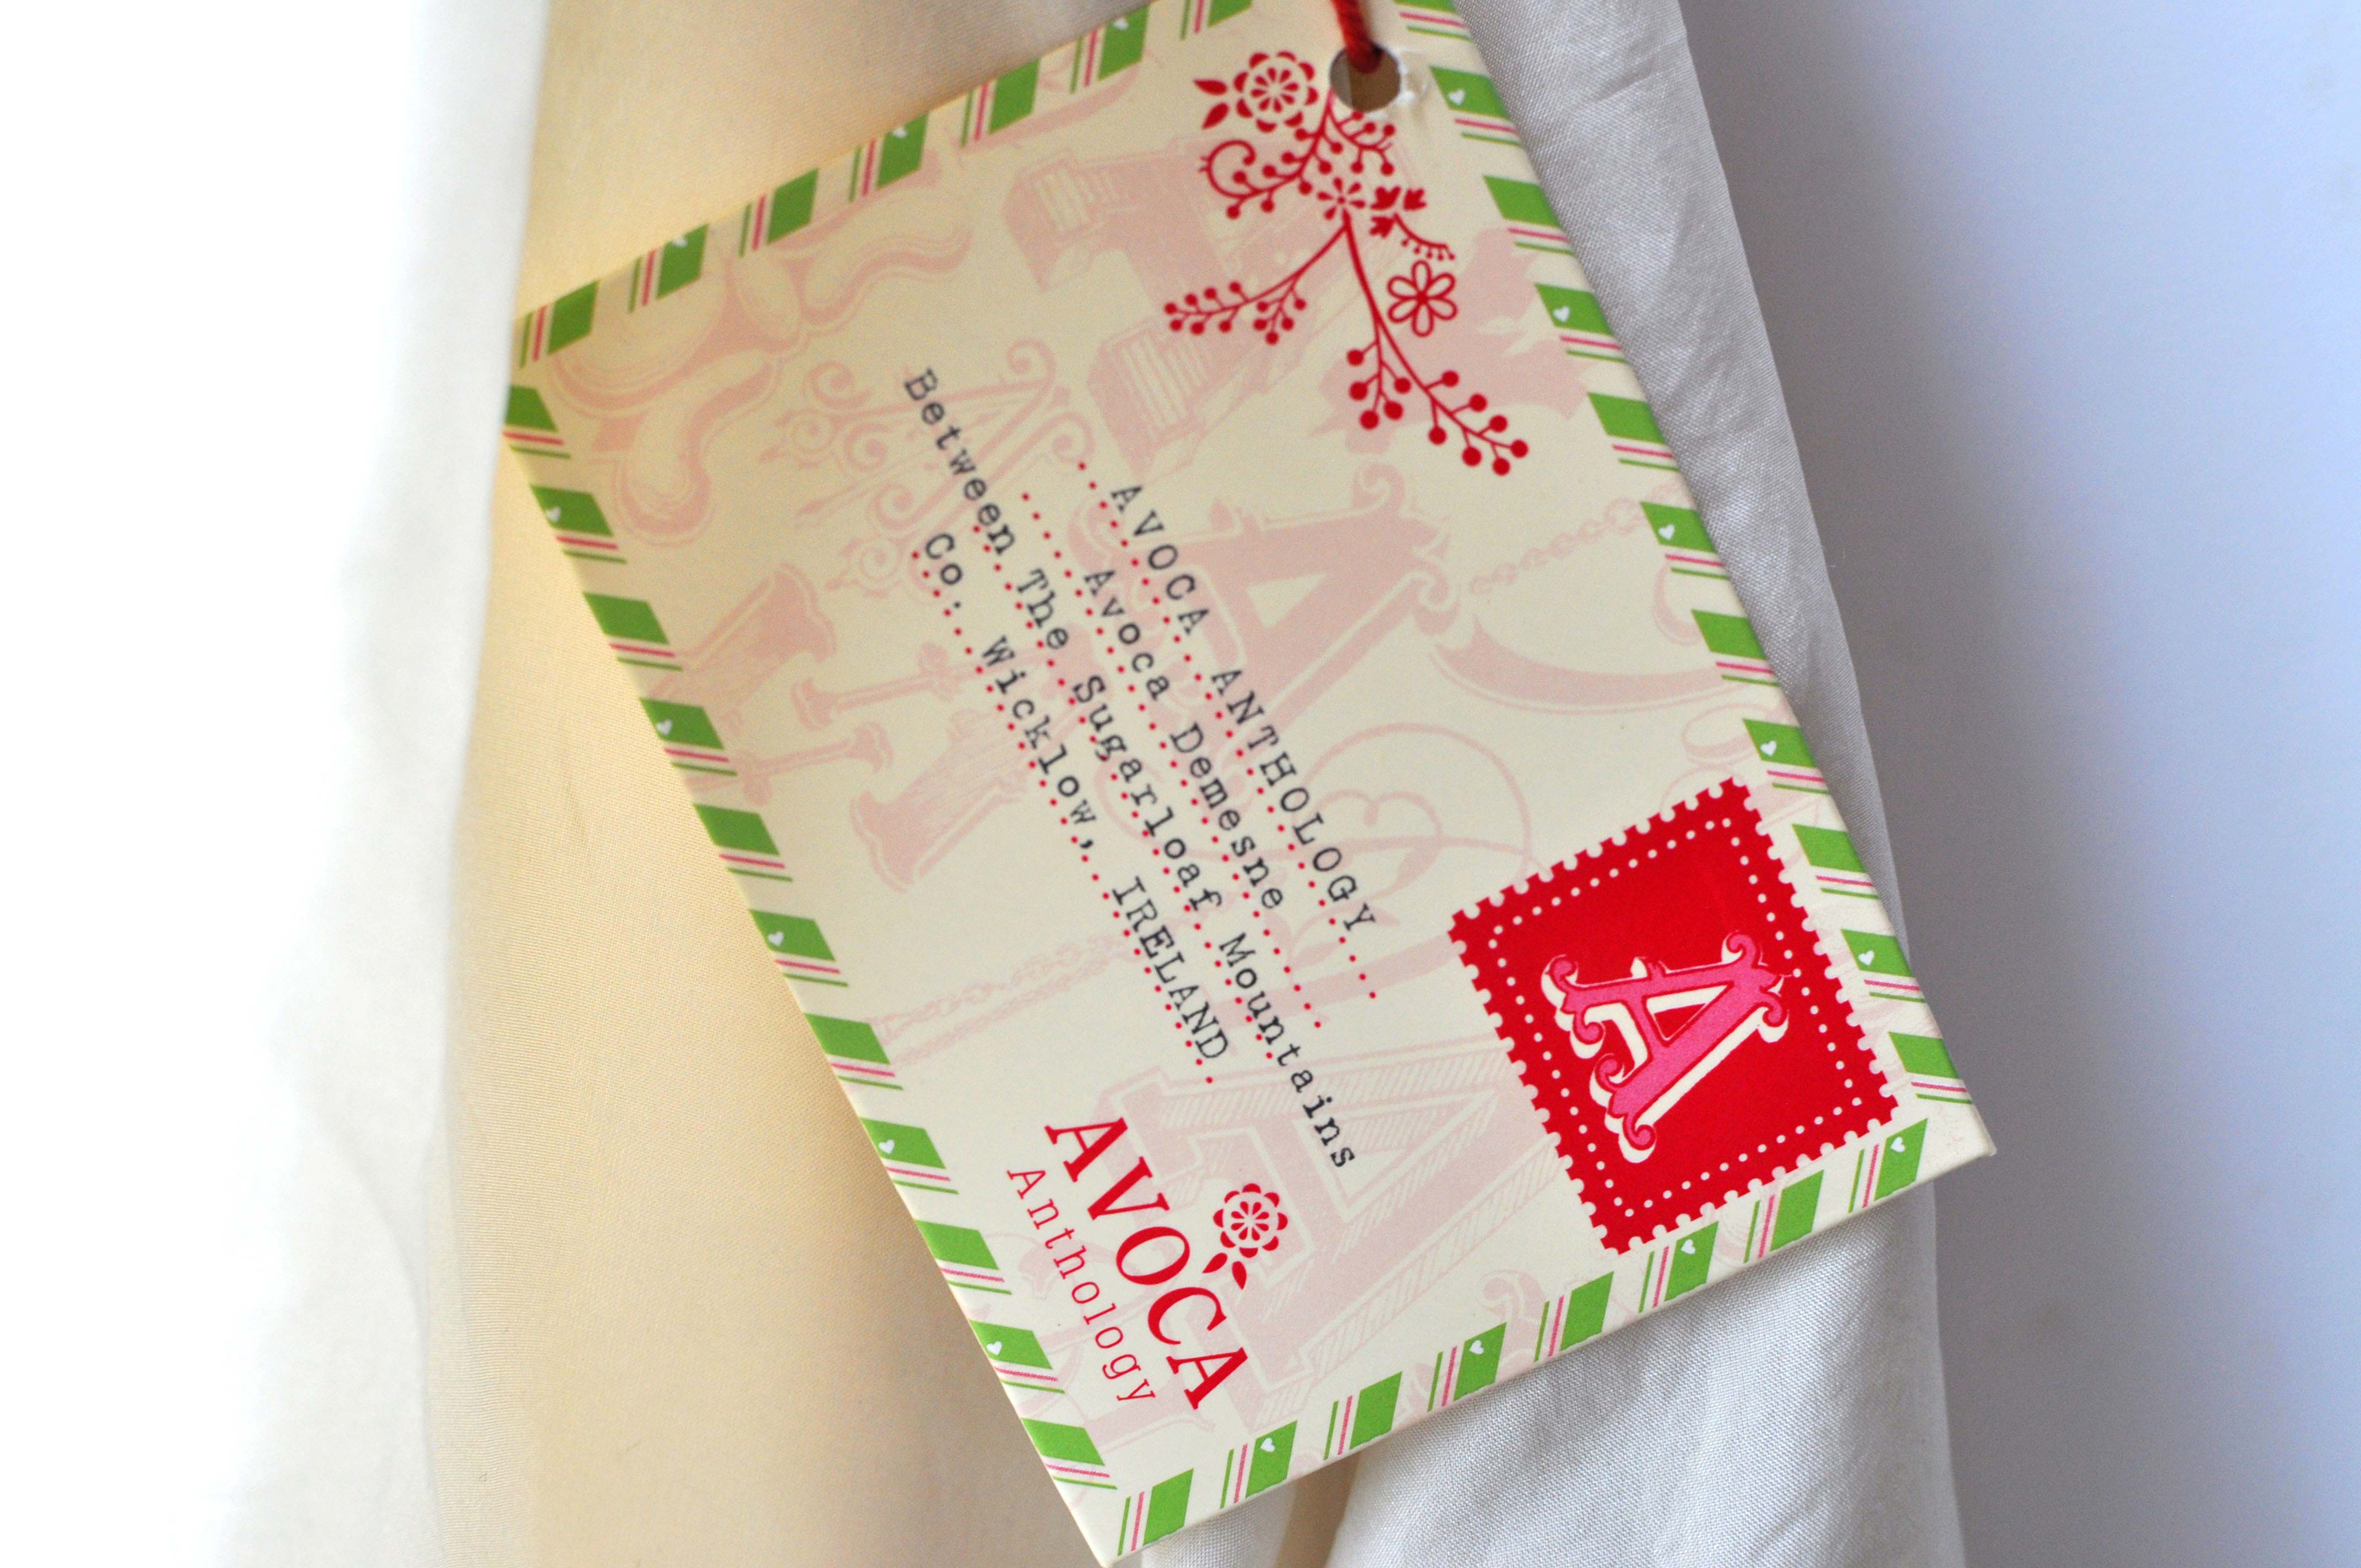 A
AVOCA ANTHOLOGY
Avoca Demesne
Between The Sugarloaf Mountains
Co. Wicklow, IRELAND
AVOCA
Anthology